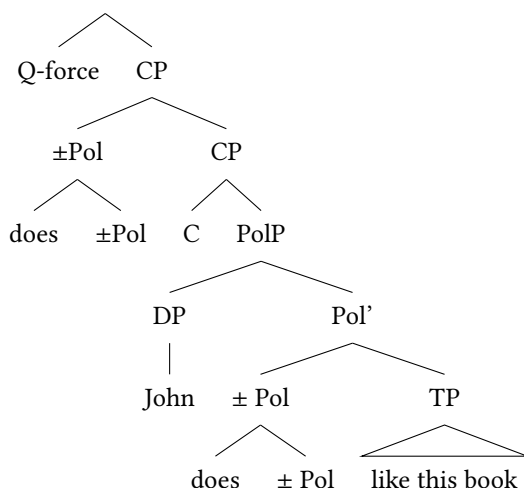 Q-force CP
±Pol CP
does ±Pol C PolP
DP Pol’
John ± Pol TP
does ± Pol like this book